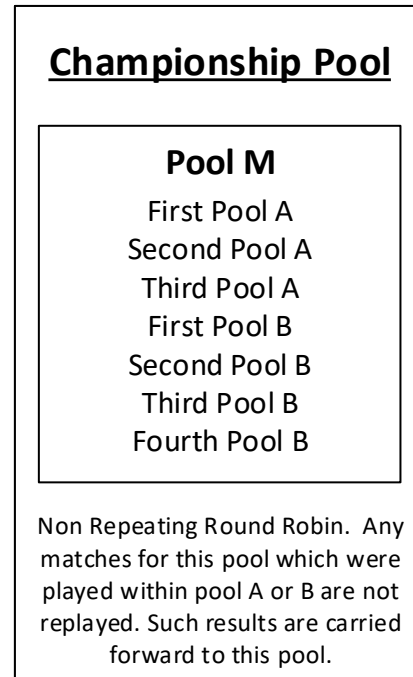 Championship Pool
Pool M
First Pool A
Second Pool A
Third Pool A
First Pool B
Second Pool B
Third Pool B
Fourth Pool B
Non Repeating Round Robin. Any
matches for this pool which were
played within pool A or B are not
replayed. Such results are carried
forward to this pool.